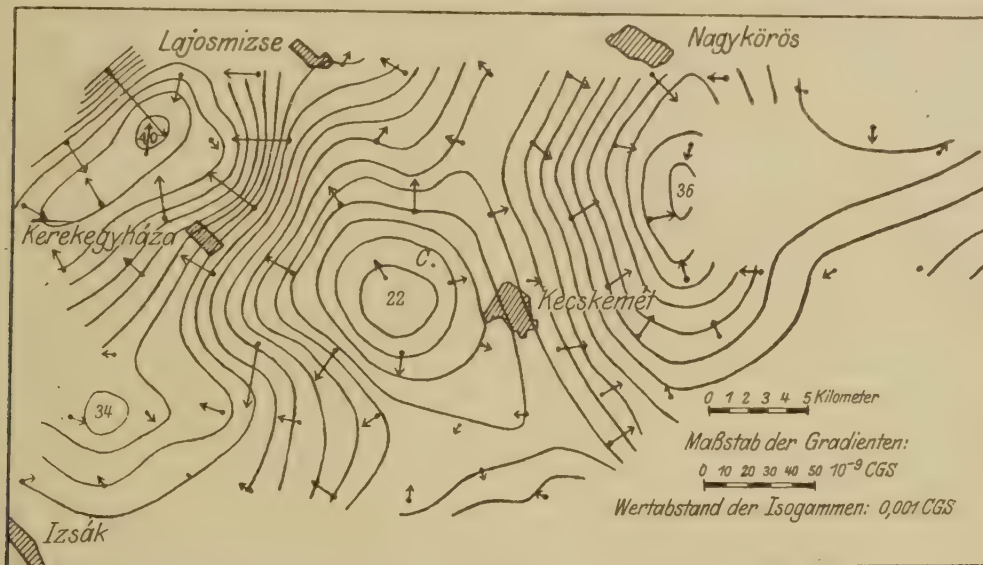 Lajosmizse
Nagykörös
40
36
Kerekegyháza
C.
22
Kecskemét
34
0 1 2 3 4 5 Kilometer
Maßstab der Gradienten:
0 10 20 30 40 50 10⁻⁹ CGS
Wertabstand der Isogammen: 0,001 CGS
Izsák